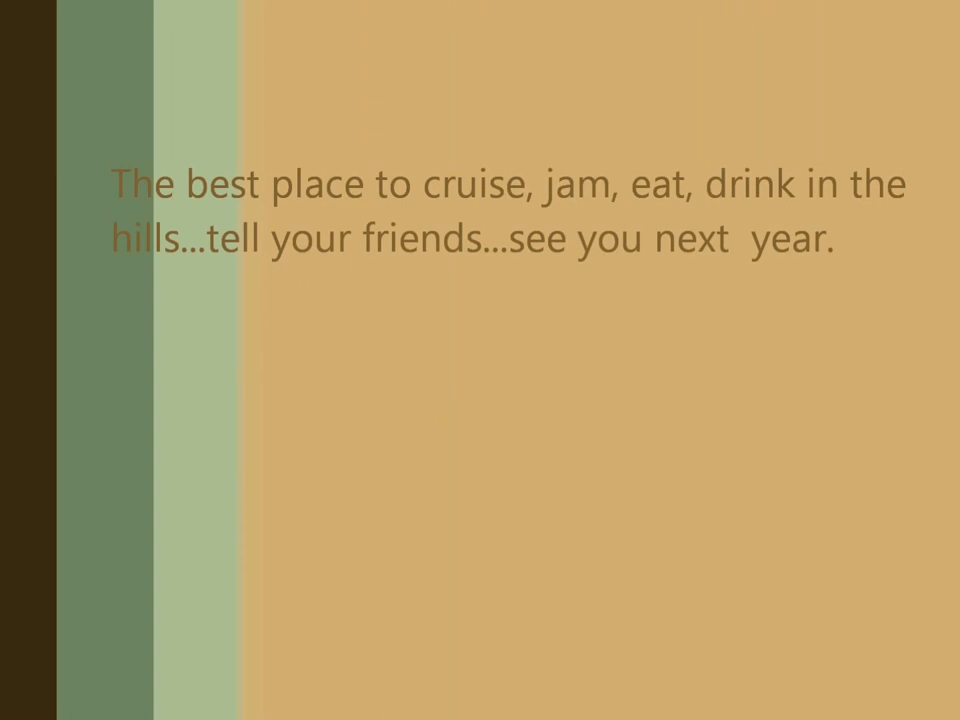 The best place to cruise, jam, eat, drink in the
hills...tell your friends...see you next  year.